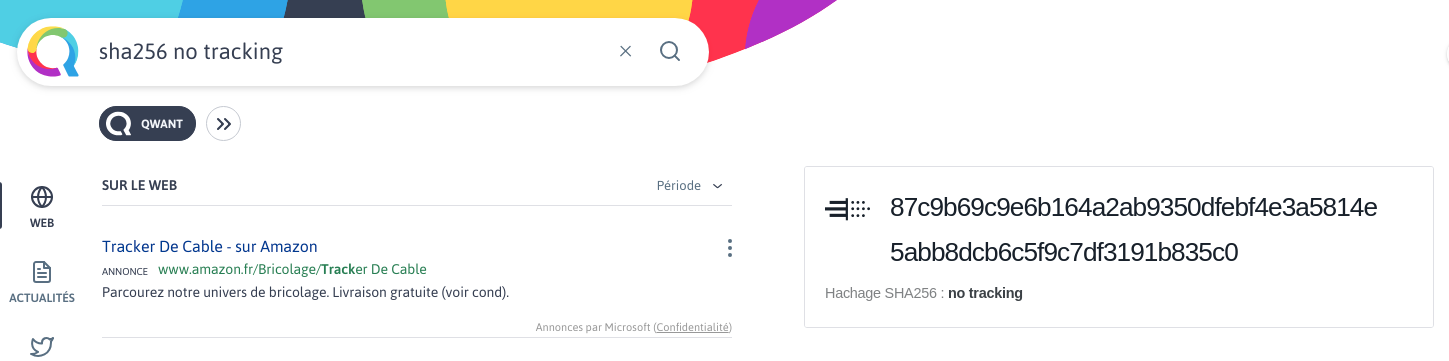 sha256 no tracking
QWANT
WEB
ACTUALITÉS
SUR LE WEB
Période
Tracker De Cable - sur Amazon
ANNONCE www.amazon.fr/Bricolage/Tracker De Cable
Parcourez notre univers de bricolage. Livraison gratuite (voir cond).
Annonces par Microsoft (Confidentialité)
87c9b69c9e6b164a2ab9350dfebf4e3a5814e
5abb8dcb6c5f9c7df3191b835c0
Hachage SHA256 : no tracking